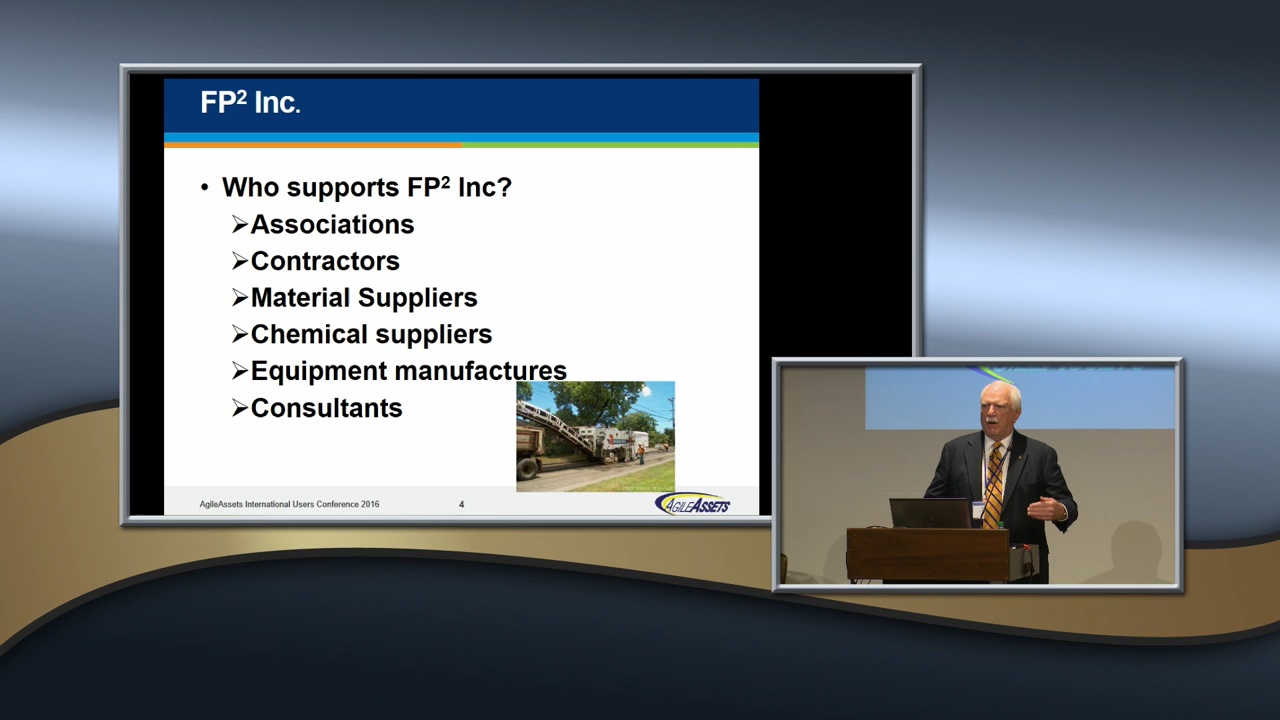 FP² Inc.
• Who supports FP² Inc?
➢Associations
➢Contractors
➢Material Suppliers
➢Chemical suppliers
➢Equipment manufactures
➢Consultants
AgileAssets International Users Conference 2016
4
AGILEASSETS